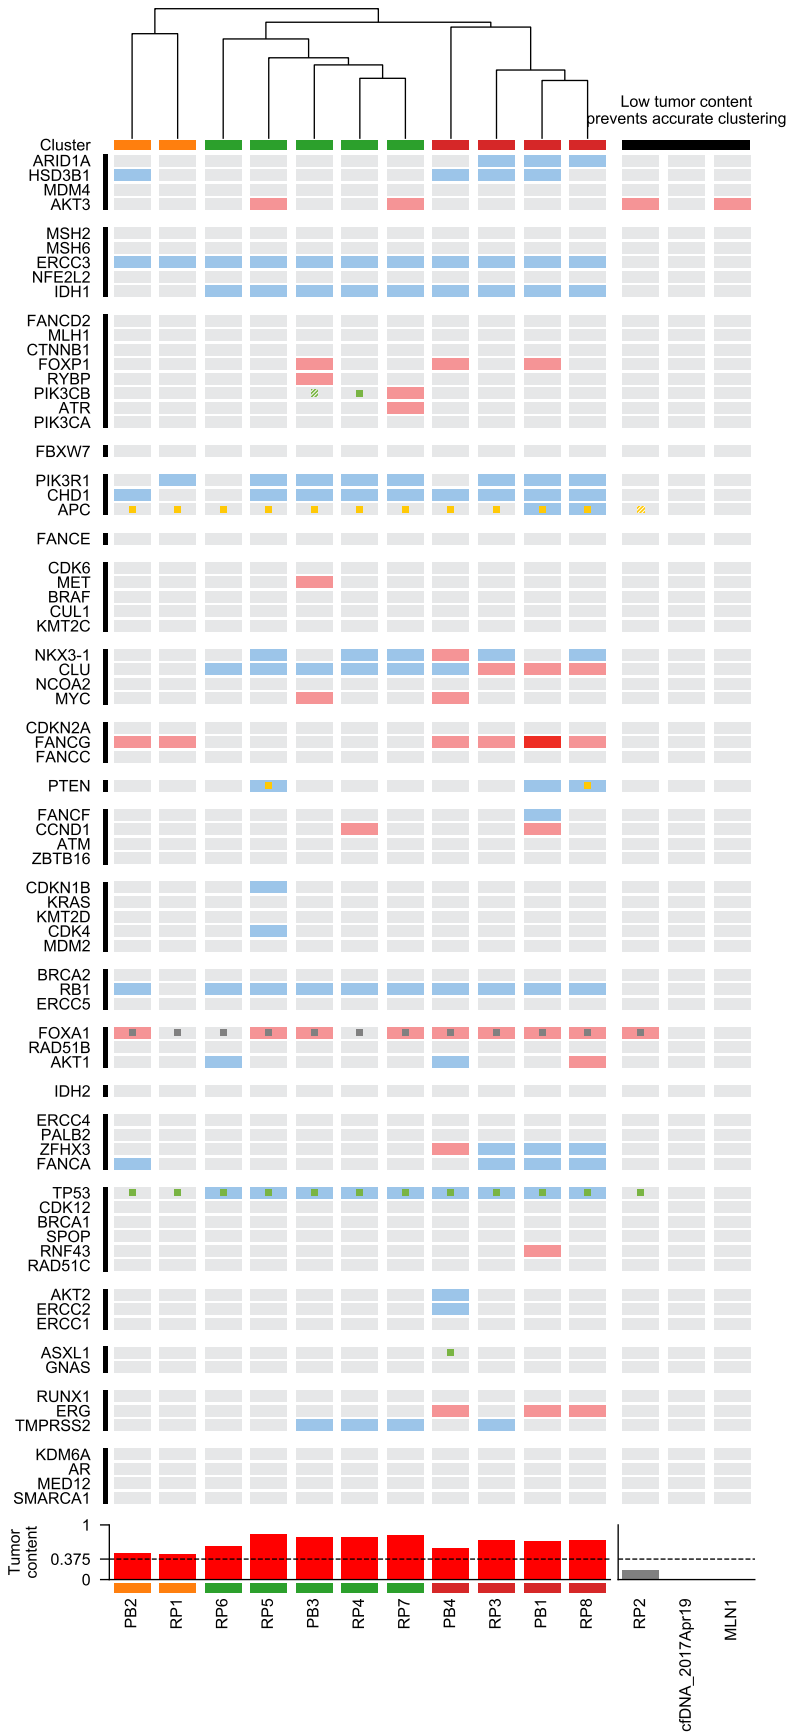 Low tumor content
prevents accurate clustering
Cluster
ARID1A
HSD3B1
MDM4
AKT3
MSH2
MSH6
ERCC3
NFE2L2
IDH1
FANCD2
MLH1
CTNNB1
FOXP1
RYBP
PIK3CB
ATR
PIK3CA
FBXW7
PIK3R1
CHD1
APC
FANCE
CDK6
MET
BRAF
CUL1
KMT2C
NKX3-1
CLU
NCOA2
MYC
CDKN2A
FANCG
FANCC
PTEN
FANCF
CCND1
ATM
ZBTB16
CDKN1B
KRAS
KMT2D
CDK4
MDM2
BRCA2
RB1
ERCC5
FOXA1
RAD51B
AKT1
IDH2
ERCC4
PALB2
ZFHX3
FANCA
TP53
CDK12
BRCA1
SPOP
RNF43
RAD51C
AKT2
ERCC2
ERCC1
ASXL1
GNAS
RUNX1
ERG
TMPRSS2
KDM6A
AR
MED12
SMARCA1
Tumor
content
1
0.375
0
PB2
RP1
RP6
RP5
PB3
RP4
RP7
PB4
RP3
PB1
RP8
RP2
cfDNA_2017Apr19
MLN1